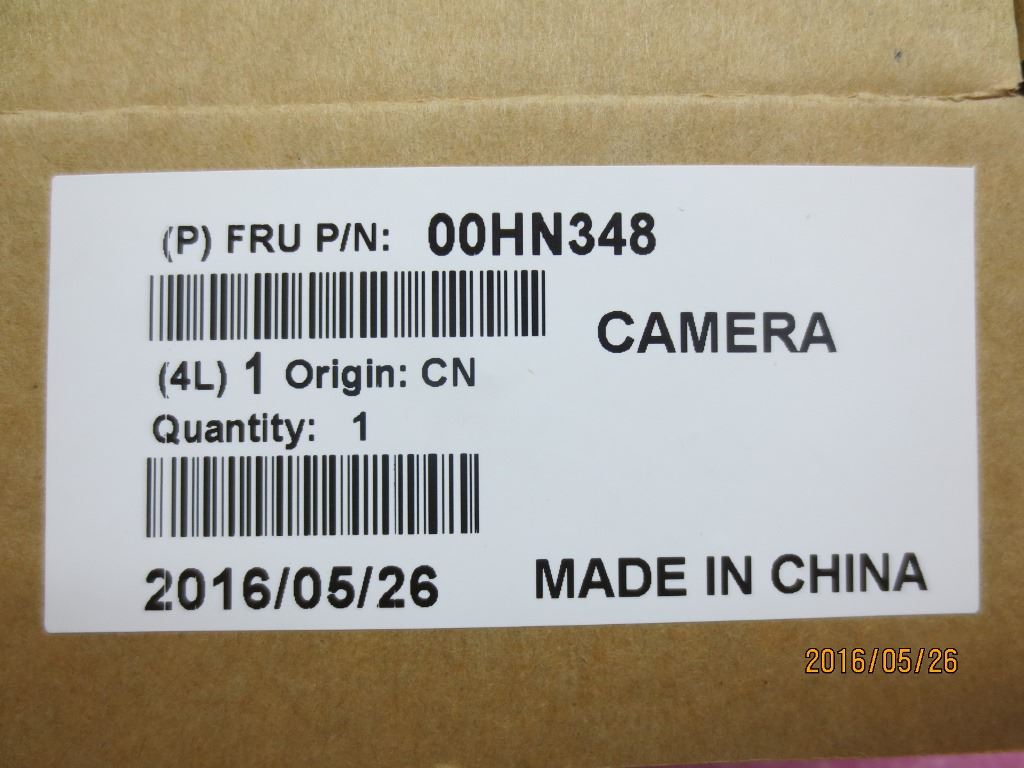 (P) FRU P/N: 00HN348
CAMERA
(4L) 1 Origin: CN
Quantity: 1
2016/05/26
MADE IN CHINA
2016/05/26